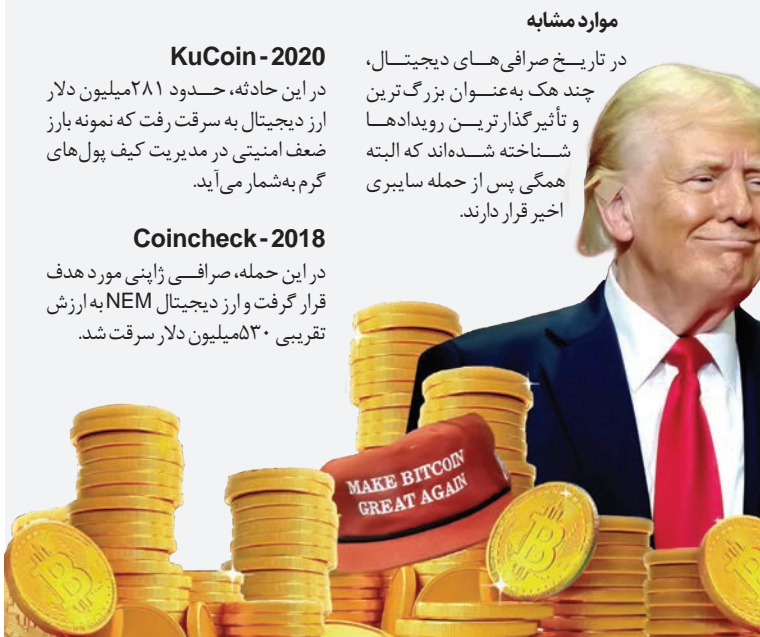 موارد مشابه
در تاریخ صرافی‌های دیجیتال،
چند هک به‌عنوان بزرگ‌ترین
و تأثیرگذارترین رویدادها
شناخته شده‌اند که البته
همگی پس از حمله سایبری
اخیر قرار دارند.
KuCoin - 2020
در این حادثه، حدود ۲۸۱میلیون دلار
ارز دیجیتال به سرقت رفت که نمونه بارز
ضعف امنیتی در مدیریت کیف پول‌های
گرم به‌شمار می‌آید.
Coincheck - 2018
در این حمله، صرافی ژاپنی مورد هدف
قرار گرفت و ارز دیجیتال NEM به ارزش
تقریبی ۵۳۰میلیون دلار سرقت شد.
MAKE BITCOIN
GREAT AGAIN